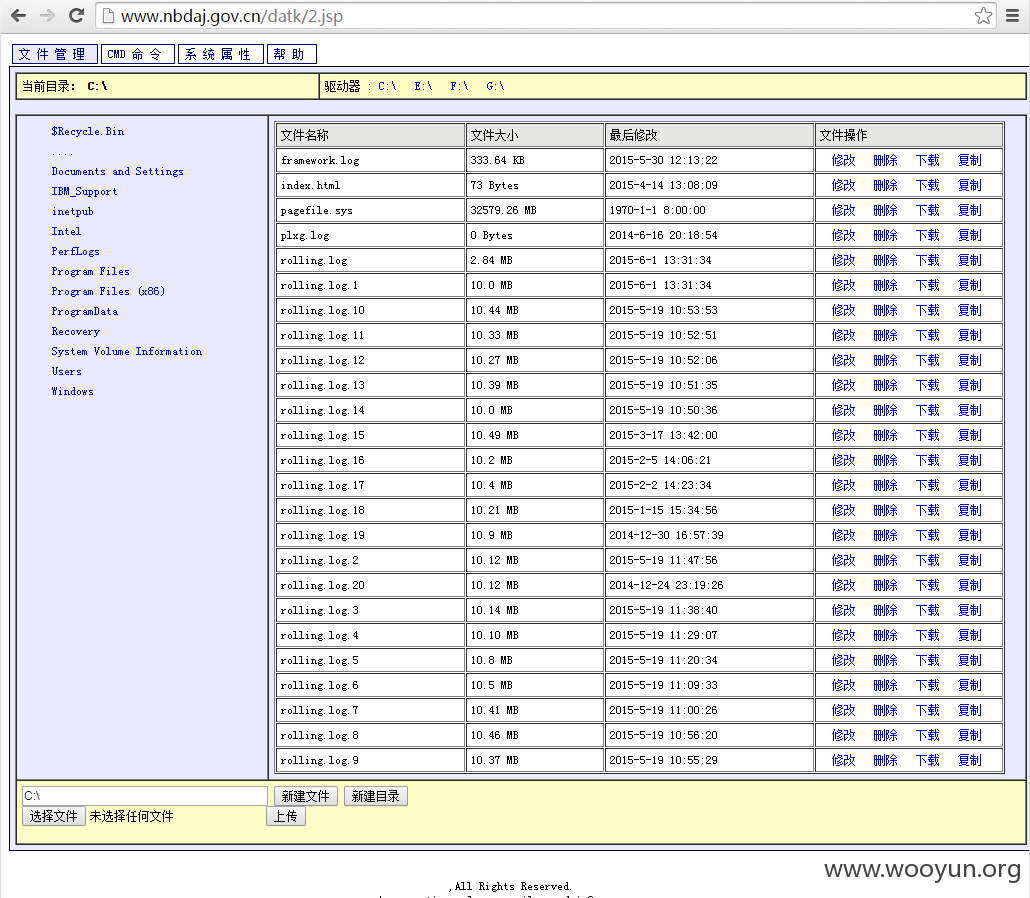 www.nbdaj.gov.cn/datk/2.jsp
文件管理 CMD 命令 系统属性 帮助
当前目录： C:\ 驱动器 : C:\ E:\ F:\ G:\
$Recycle.Bin
....
Documents and Settings
IBM_Support
inetpub
Intel
PerfLogs
Program Files
Program Files (x86)
ProgramData
Recovery
System Volume Information
Users
Windows
文件名称 文件大小 最后修改 文件操作
framework.log 333.64 KB 2015-5-30 12:13:22 修改 删除 下载 复制
index.html 73 Bytes 2015-4-14 13:08:09 修改 删除 下载 复制
pagefile.sys 32579.26 MB 1970-1-1 8:00:00 修改 删除 下载 复制
plxg.log 0 Bytes 2014-6-16 20:18:54 修改 删除 下载 复制
rolling.log 2.84 MB 2015-6-1 13:31:34 修改 删除 下载 复制
rolling.log.1 10.0 MB 2015-6-1 13:31:34 修改 删除 下载 复制
rolling.log.10 10.44 MB 2015-5-19 10:53:53 修改 删除 下载 复制
rolling.log.11 10.33 MB 2015-5-19 10:52:51 修改 删除 下载 复制
rolling.log.12 10.27 MB 2015-5-19 10:52:06 修改 删除 下载 复制
rolling.log.13 10.39 MB 2015-5-19 10:51:35 修改 删除 下载 复制
rolling.log.14 10.0 MB 2015-5-19 10:50:36 修改 删除 下载 复制
rolling.log.15 10.49 MB 2015-3-17 13:42:00 修改 删除 下载 复制
rolling.log.16 10.2 MB 2015-2-5 14:06:21 修改 删除 下载 复制
rolling.log.17 10.4 MB 2015-2-2 14:23:34 修改 删除 下载 复制
rolling.log.18 10.21 MB 2015-1-15 15:34:56 修改 删除 下载 复制
rolling.log.19 10.9 MB 2014-12-30 16:57:39 修改 删除 下载 复制
rolling.log.2 10.12 MB 2015-5-19 11:47:56 修改 删除 下载 复制
rolling.log.20 10.12 MB 2014-12-24 23:19:26 修改 删除 下载 复制
rolling.log.3 10.14 MB 2015-5-19 11:38:40 修改 删除 下载 复制
rolling.log.4 10.10 MB 2015-5-19 11:29:07 修改 删除 下载 复制
rolling.log.5 10.8 MB 2015-5-19 11:20:34 修改 删除 下载 复制
rolling.log.6 10.5 MB 2015-5-19 11:09:33 修改 删除 下载 复制
rolling.log.7 10.41 MB 2015-5-19 11:00:26 修改 删除 下载 复制
rolling.log.8 10.46 MB 2015-5-19 10:56:20 修改 删除 下载 复制
rolling.log.9 10.37 MB 2015-5-19 10:55:29 修改 删除 下载 复制
C:\ 新建文件 新建目录
选择文件 未选择任何文件 上传
www.wooyun.org
,All Rights Reserved.